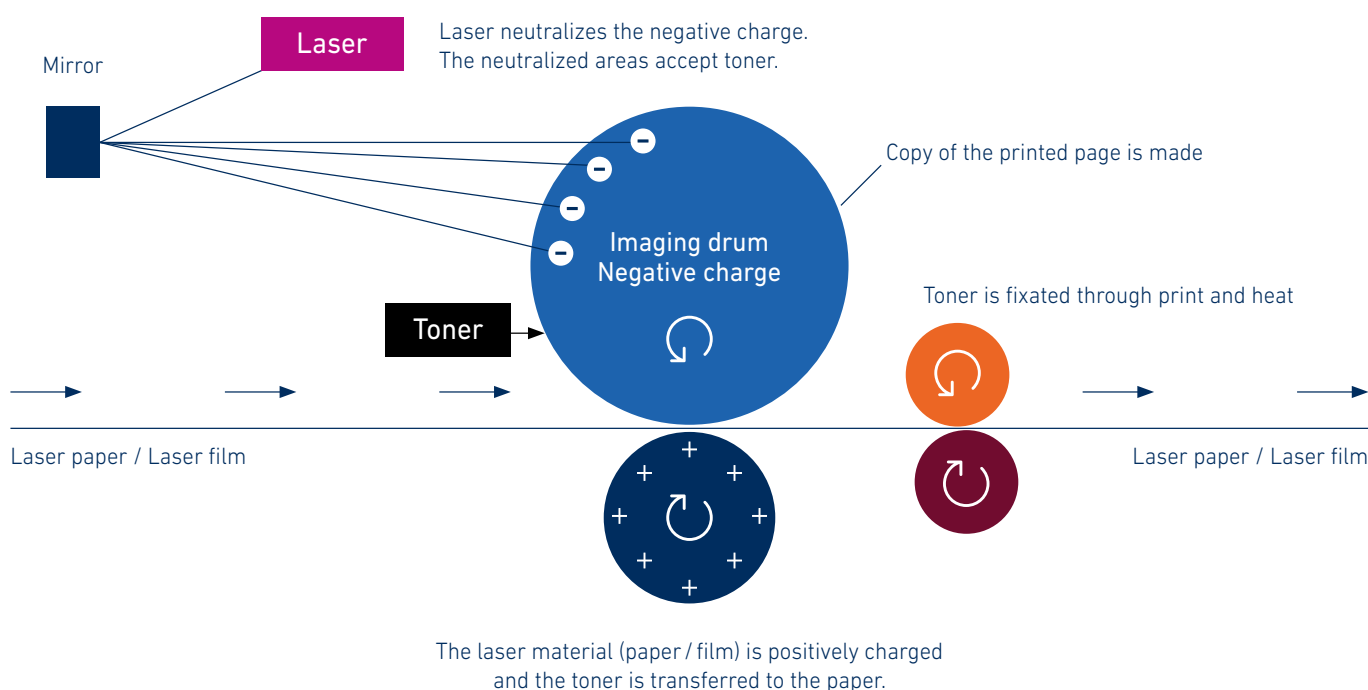 Laser
Laser neutralizes the negative charge.
The neutralized areas accept toner.
Mirror
Copy of the printed page is made
Imaging drum
Negative charge
Toner is fixated through print and heat
Toner
Laser paper / Laser film
Laser paper / Laser film
The laser material (paper / film) is positively charged
and the toner is transferred to the paper.